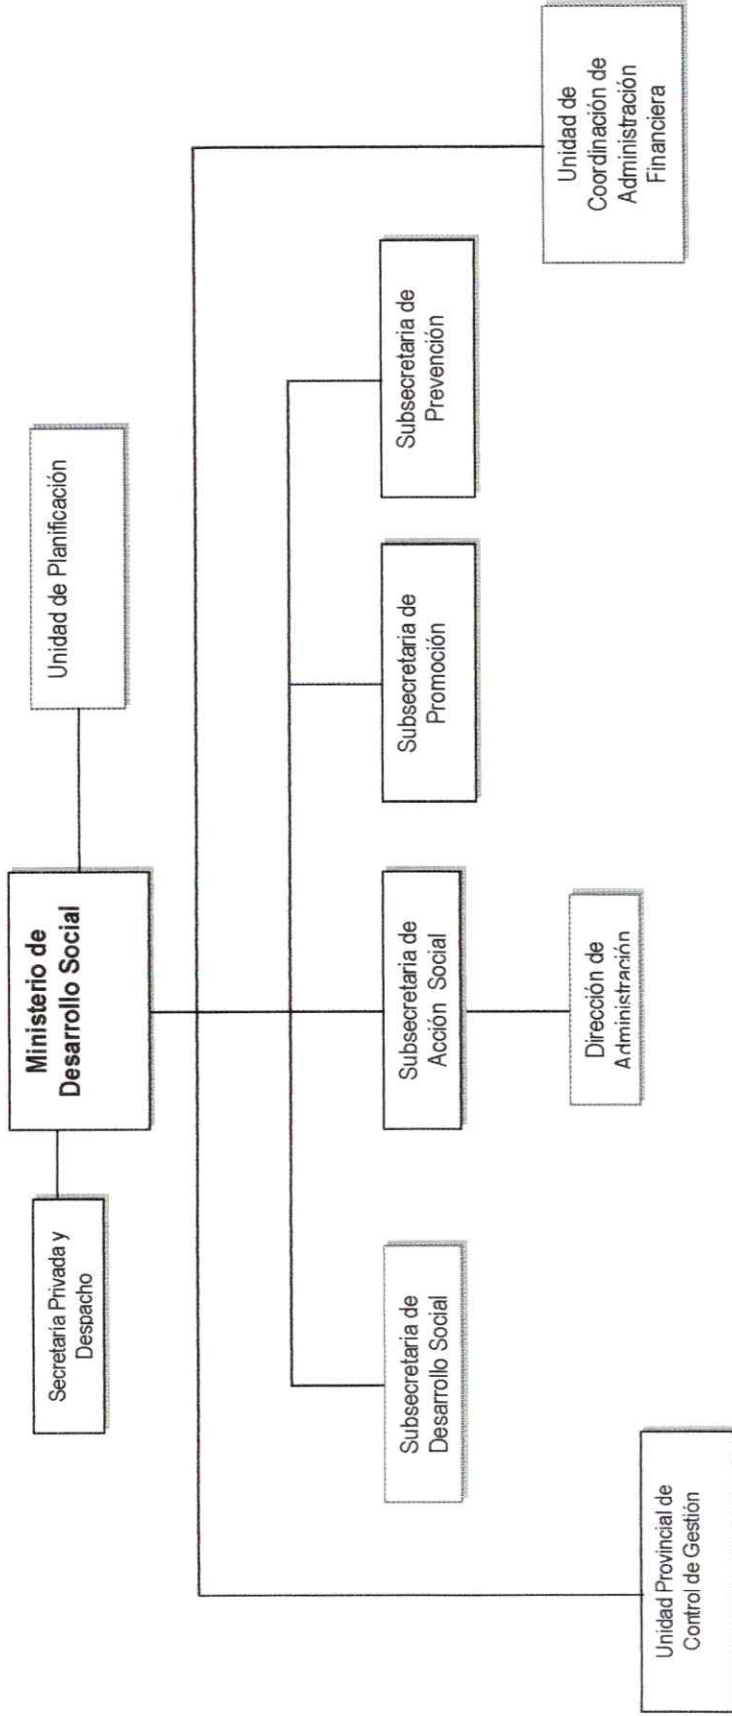 Ministerio de
Desarrollo Social
Secretaría Privada y
Despacho
Unidad de Planificación
Subsecretaria de
Desarrollo Social
Subsecretaria de
Acción Social
Subsecretaria de
Promoción
Subsecretaria de
Prevención
Dirección de
Administración
Unidad Provincial de
Control de Gestión
Unidad de
Coordinación de
Administración
Financiera